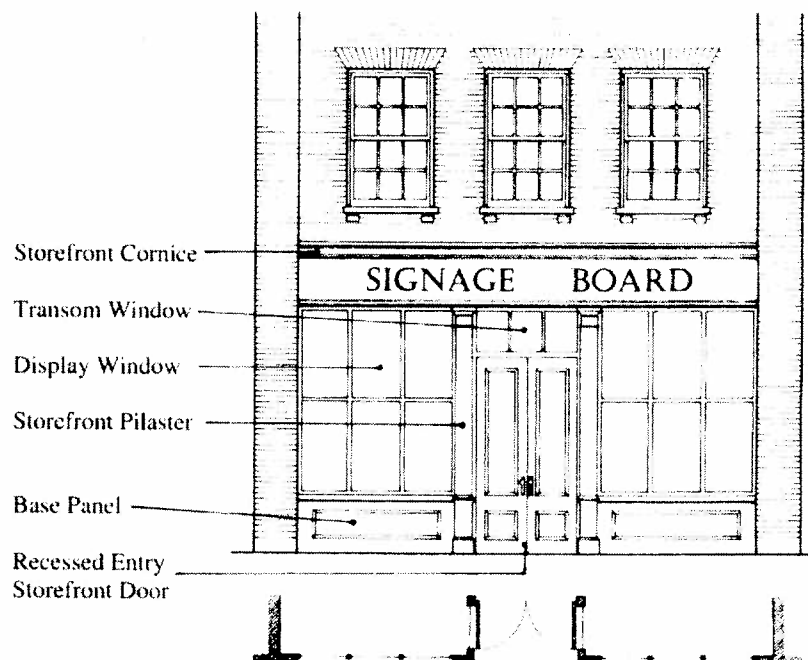 Storefront Cornice
SIGNAGE BOARD
Transom Window
Display Window
Storefront Pilaster
Base Panel
Recessed Entry
Storefront Door